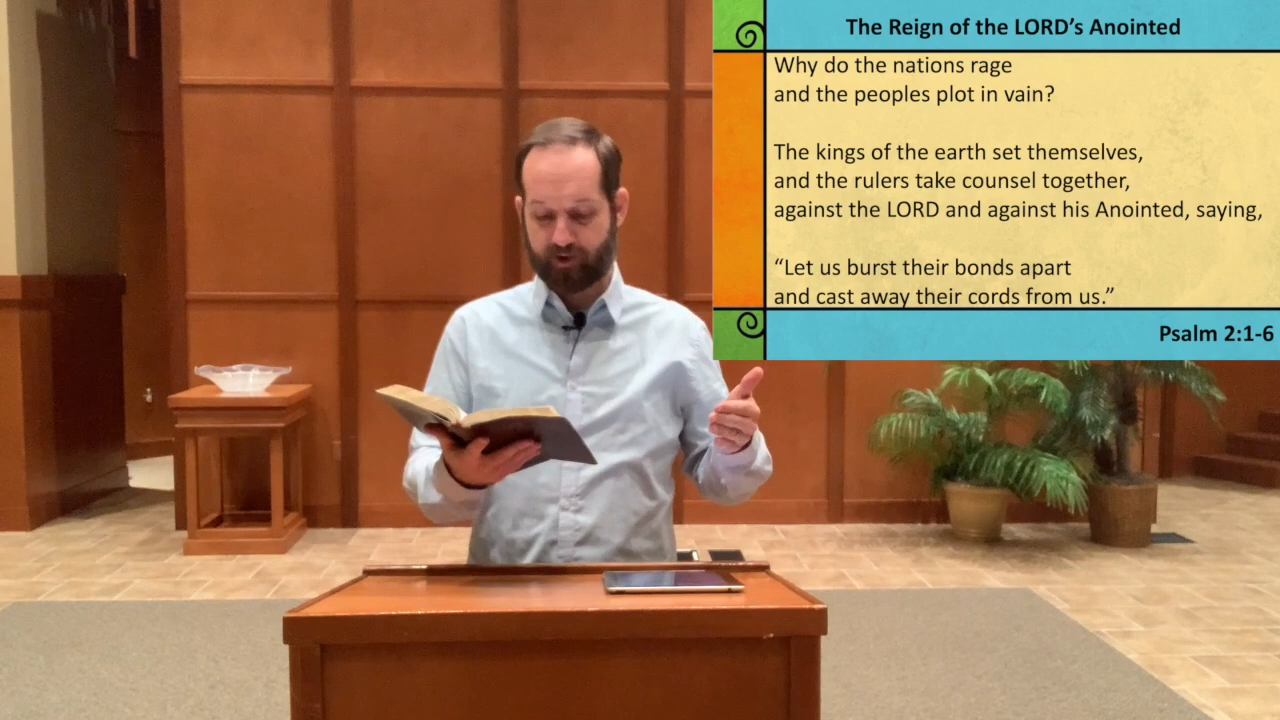 The Reign of the LORD’s Anointed
Why do the nations rage
and the peoples plot in vain?
The kings of the earth set themselves,
and the rulers take counsel together,
against the LORD and against his Anointed, saying,
“Let us burst their bonds apart
and cast away their cords from us.”
Psalm 2:1-6